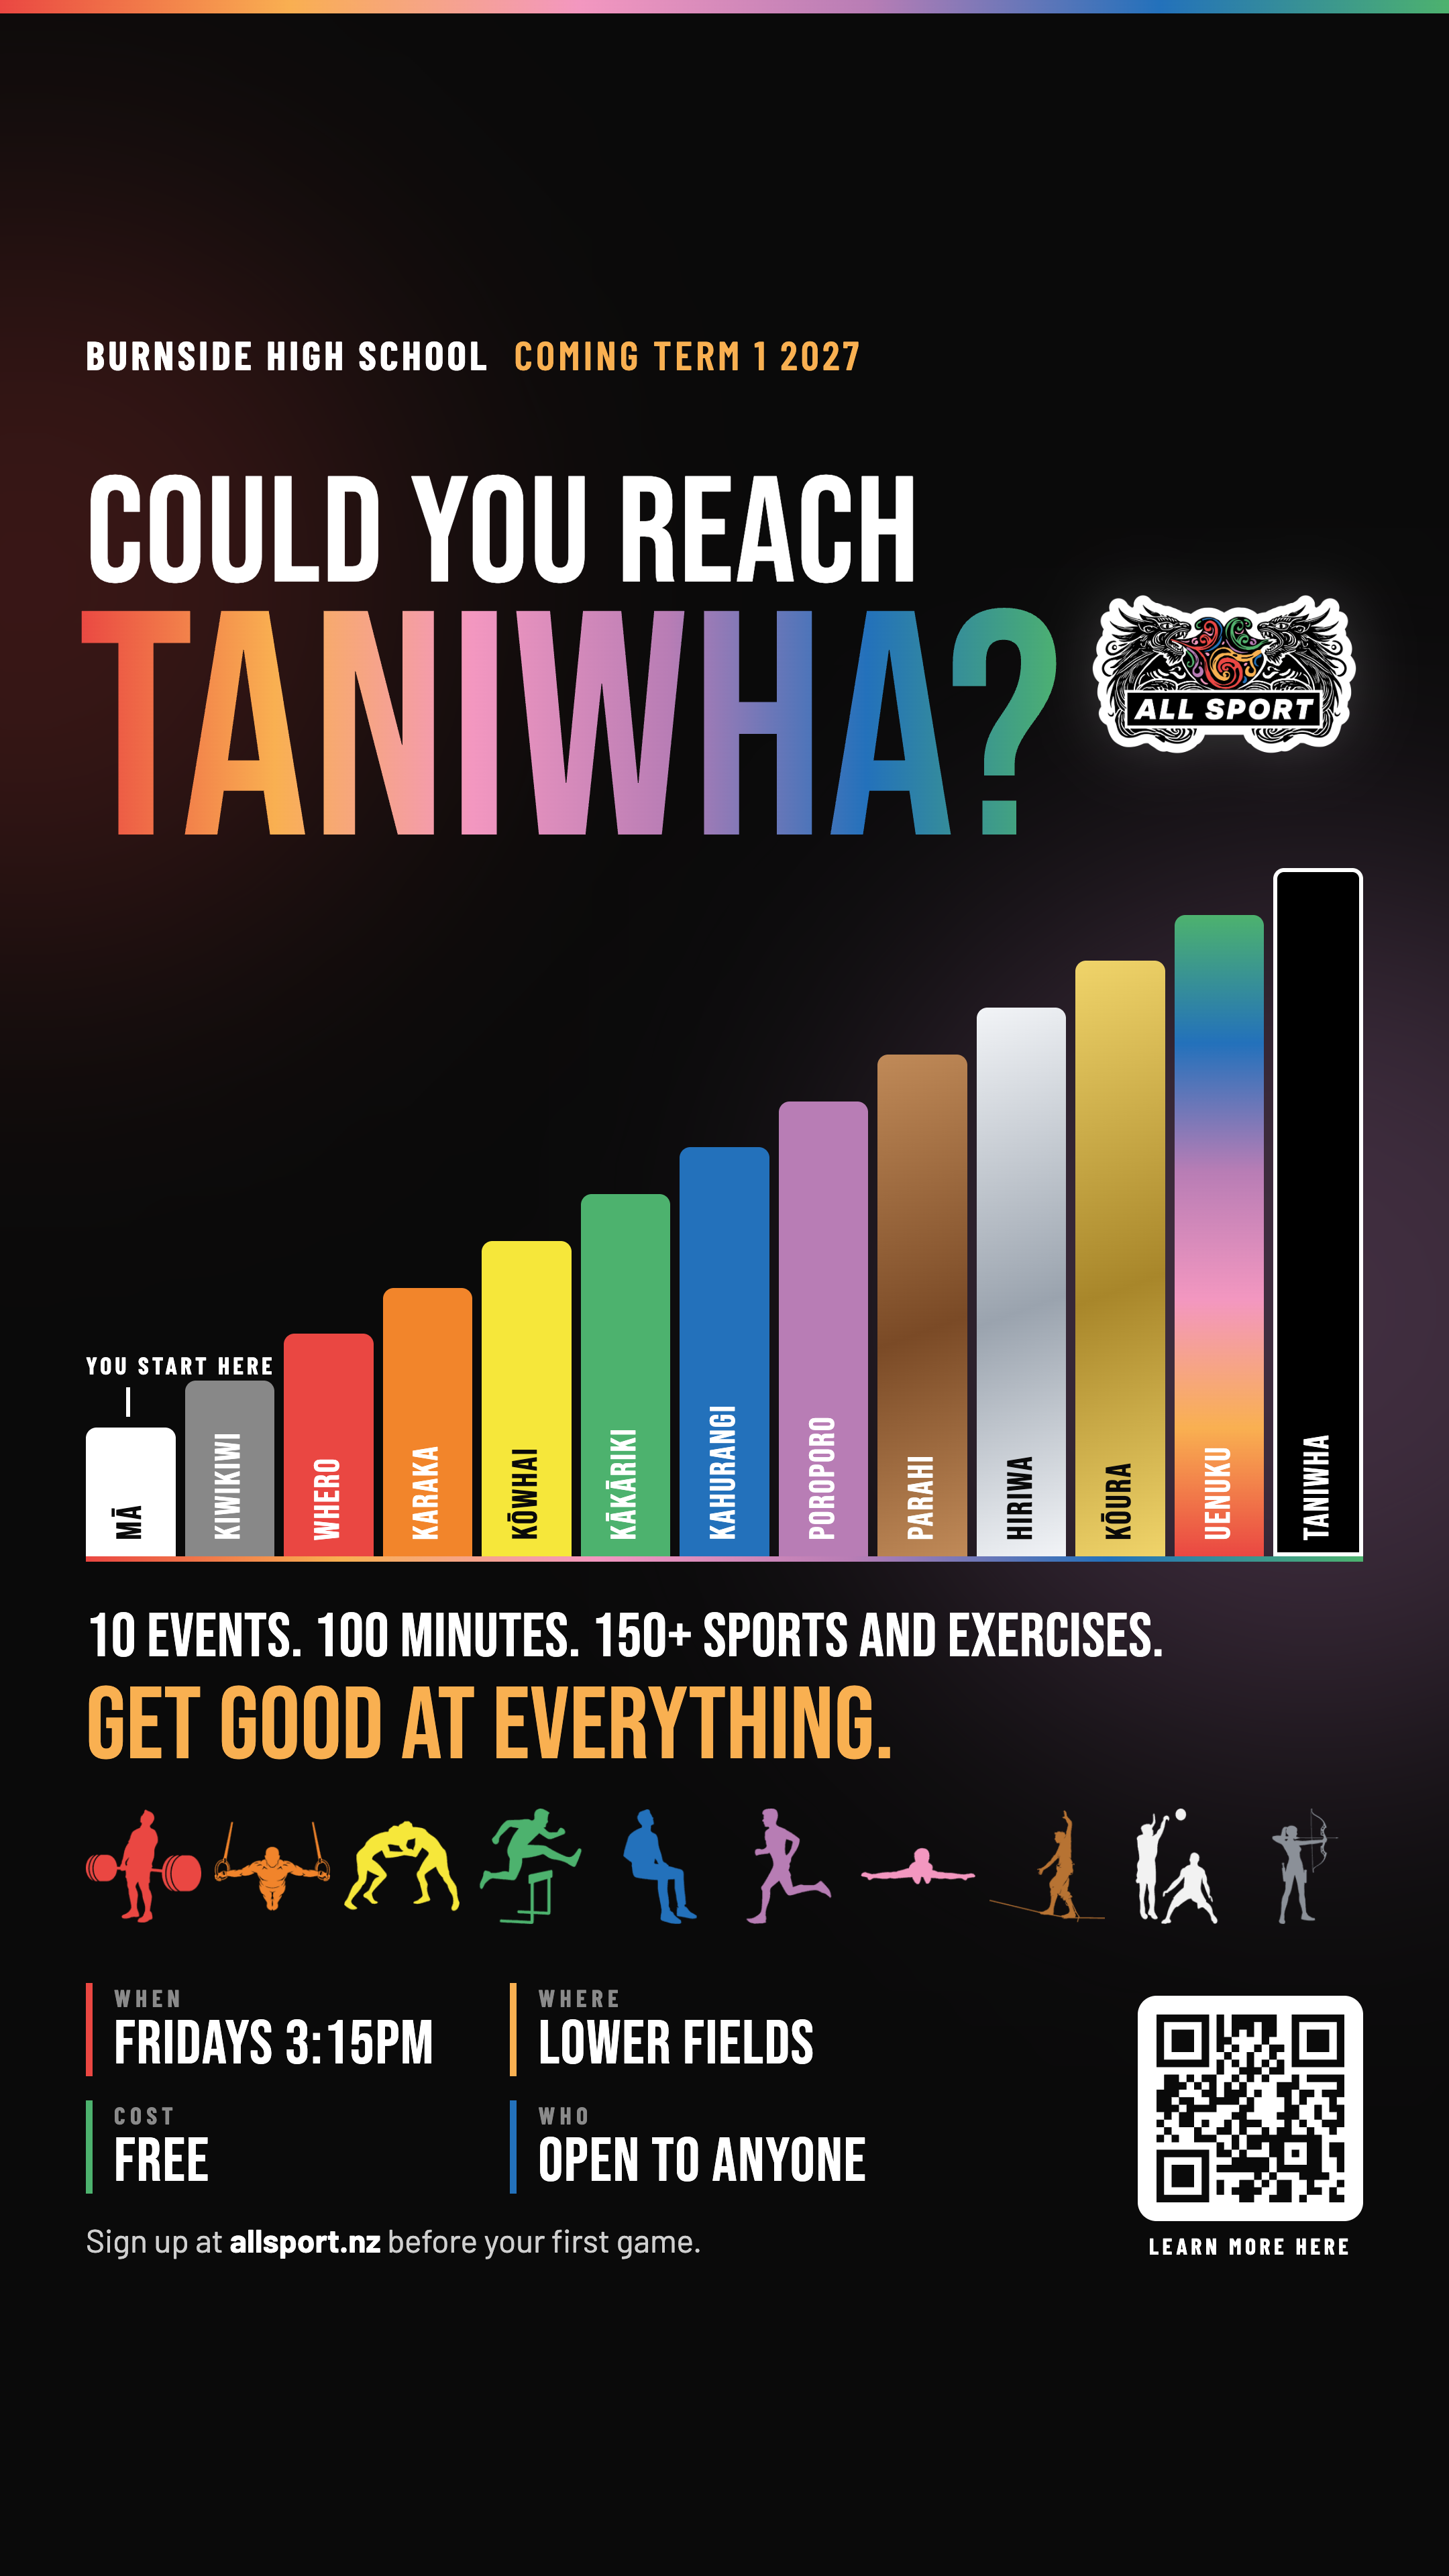 BURNSIDE HIGH SCHOOL COMING TERM 1 2027
COULD YOU REACH
TANIWHA?
ALL SPORT
YOU START HERE
MĀ
KIWIKIWI
WHERO
KARAKA
KŌWHAI
KĀKĀRIKI
KAHURANGI
POROPORO
PARAHI
HIRIWA
KŌURA
UENUKU
TANIWHA
10 EVENTS. 100 MINUTES. 150+ SPORTS AND EXERCISES.
GET GOOD AT EVERYTHING.
WHEN
FRIDAYS 3:15PM
WHERE
LOWER FIELDS
COST
FREE
WHO
OPEN TO ANYONE
Sign up at allsport.nz before your first game.
LEARN MORE HERE